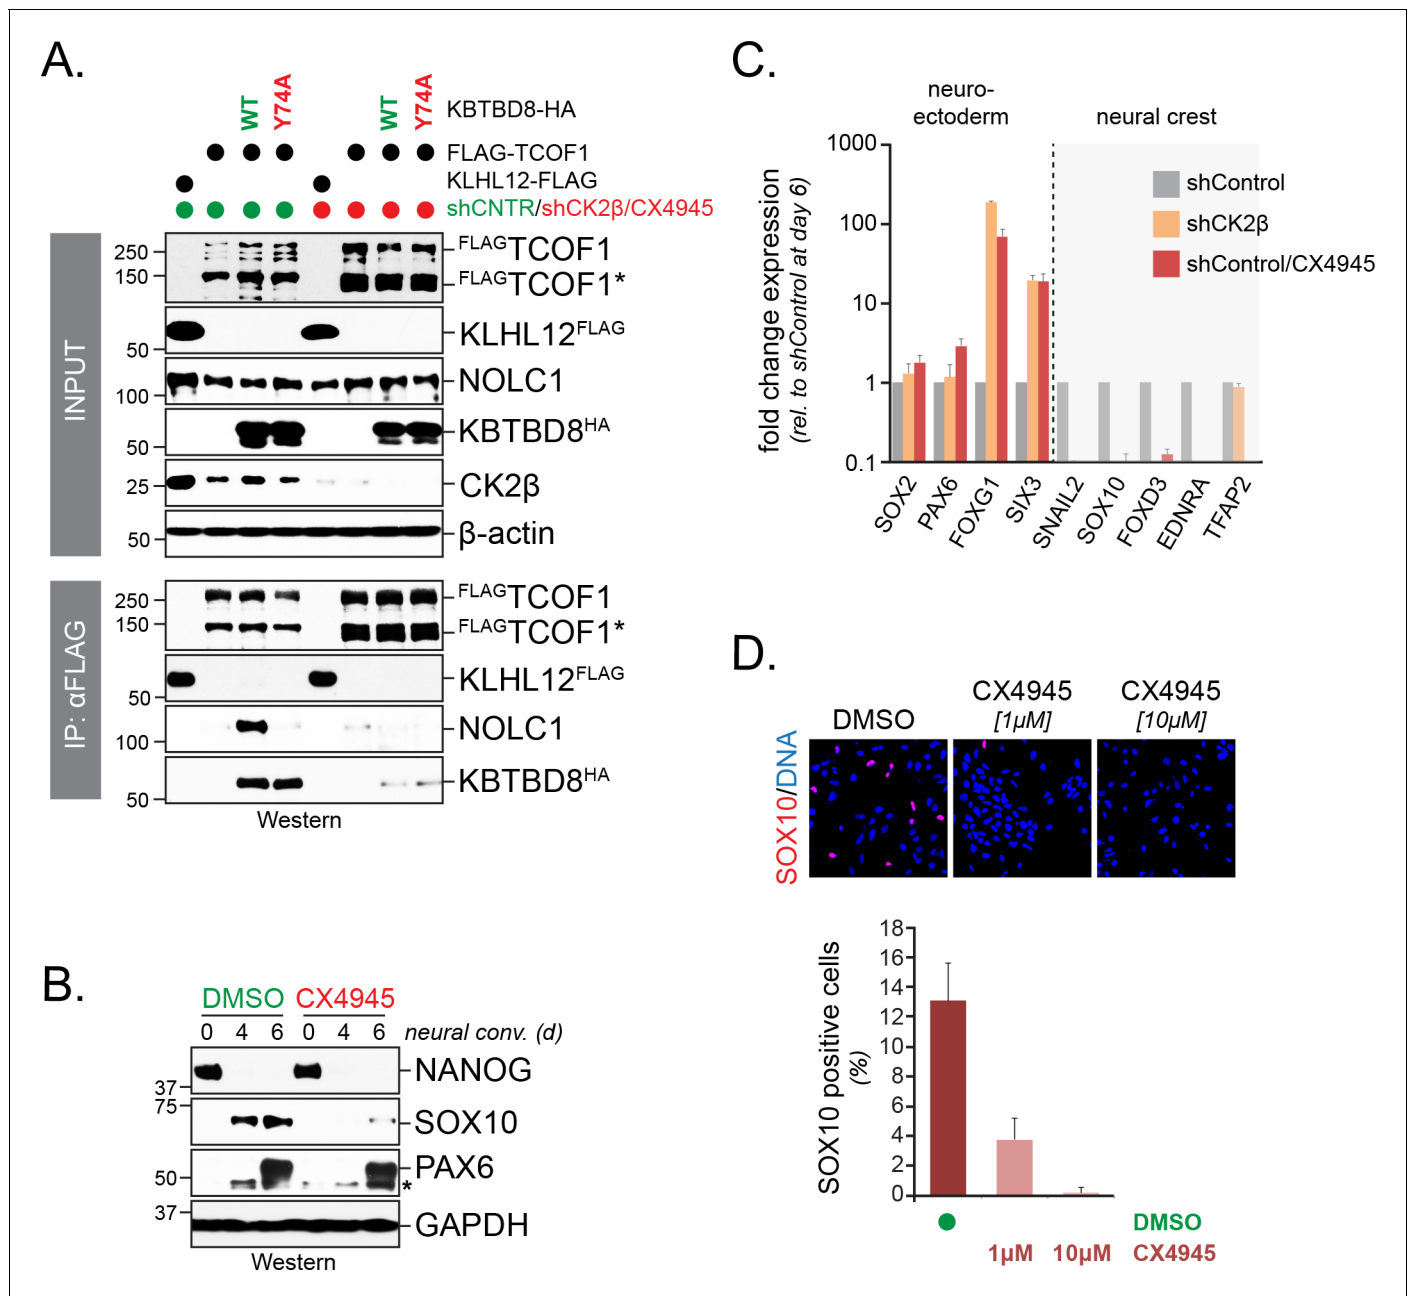 A.
WT
Y74A
WT
Y74A
KBTBD8-HA
FLAG-TCOF1
KLHL12-FLAG
shCNTR/shCK2β/CX4945
INPUT
250
150
FLAGTCOF1
FLAGTCOF1*
50
KLHL12FLAG
100
NOLC1
50
KBTBD8HA
25
CK2β
50
β-actin
IP: αFLAG
250
150
FLAGTCOF1
FLAGTCOF1*
50
KLHL12FLAG
100
NOLC1
50
KBTBD8HA
Western
B.
DMSO CX4945
0 4 6 0 4 6 neural conv. (d)
37
NANOG
75
SOX10
50
PAX6
*
37
GAPDH
Western
C.
neuro-
ectoderm
neural crest
fold change expression
(rel. to shControl at day 6)
1000
100
10
1
0.1
shControl
shCK2β
shControl/CX4945
SOX2
PAX6
FOXG1
SIX3
SNAIL2
SOX10
FOXD3
EDNRA
TFAP2
D.
SOX10/DNA
DMSO
CX4945
[1µM]
CX4945
[10µM]
SOX10 positive cells
(%)
18
16
14
12
10
8
6
4
2
0
DMSO
1µM 10µM CX4945